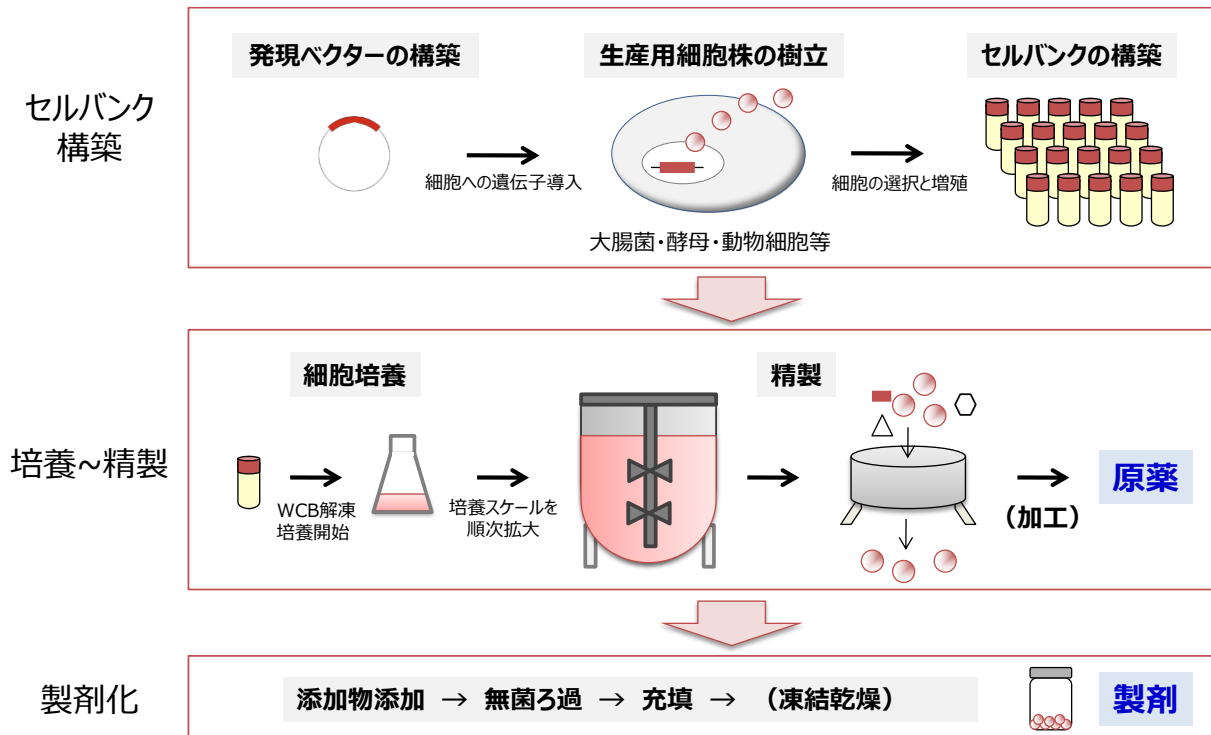 セルバンク
構築
発現ベクターの構築
生産用細胞株の樹立
セルバンクの構築
細胞への遺伝子導入
細胞の選択と増殖
大腸菌・酵母・動物細胞等
培養~精製
細胞培養
精製
WCB解凍
培養開始
培養スケールを
順次拡大
（加工）
原薬
製剤化
添加物添加 → 無菌ろ過 → 充填 → （凍結乾燥）
製剤